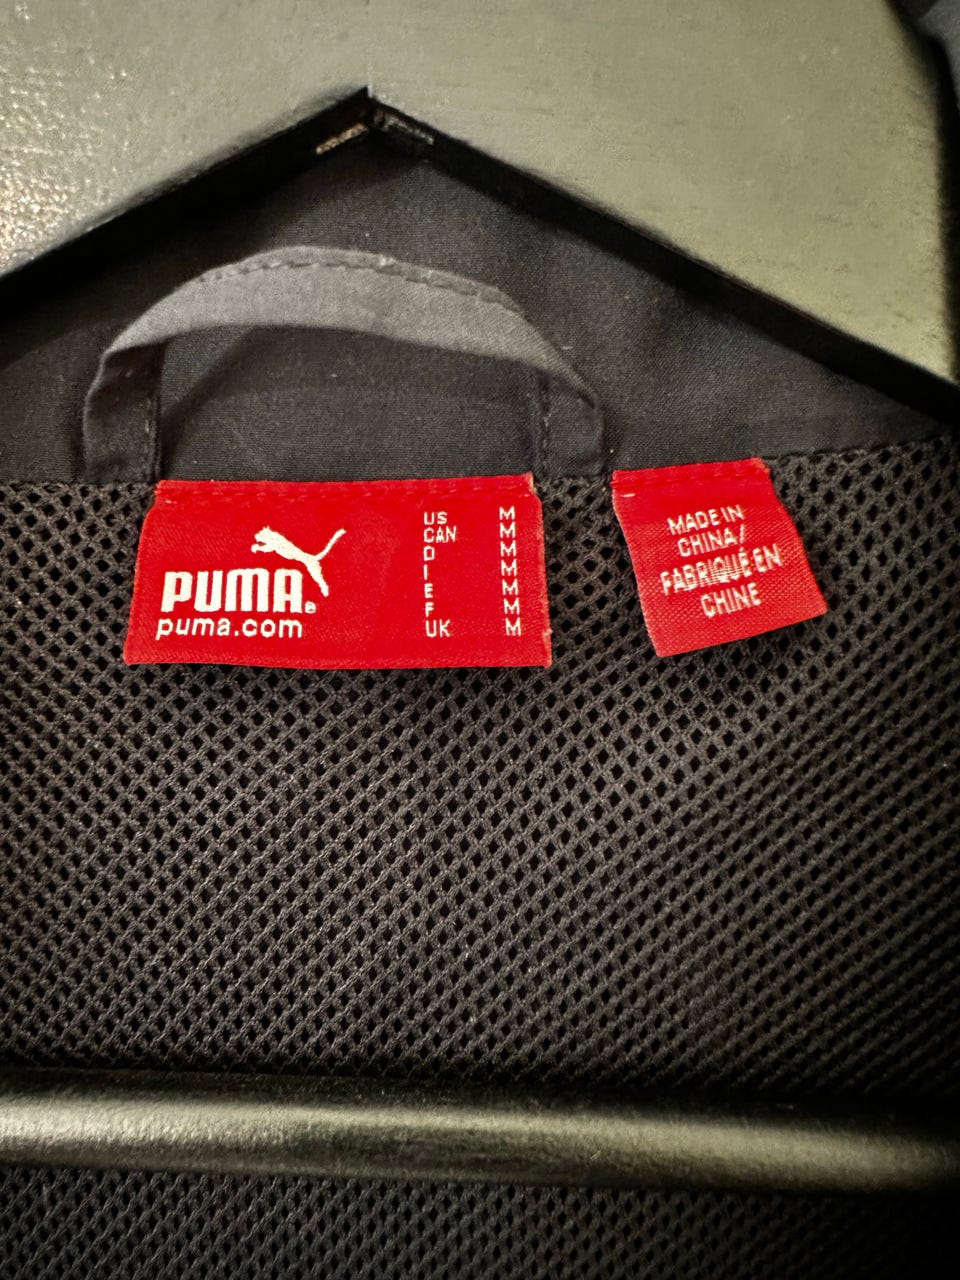 PUMA®
puma.com
US M
CAN M
D M
I M
E M
F M
UK M
MADE IN
CHINA/
FABRIQUÉ EN
CHINE